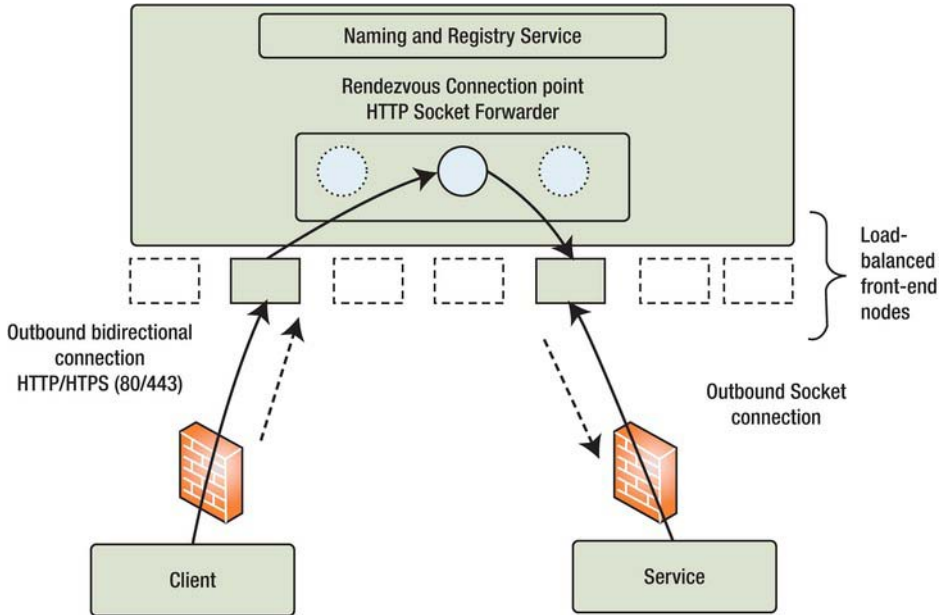 Naming and Registry Service
Rendezvous Connection point
HTTP Socket Forwarder
Load-
balanced
front-end
nodes
Outbound bidirectional
connection
HTTP/HTPS (80/443)
Outbound Socket
connection
Client
Service